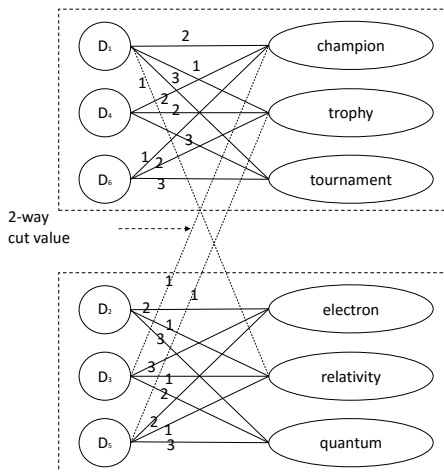 D₁ 2 champion
1
3
1
2
D₄ 2 trophy
3
1 2
D₆ 3 tournament
2-way
cut value
1
1
D₂ 2 electron
1
3
3
D₃ 1 relativity
2
2
1
D₅ 3 quantum